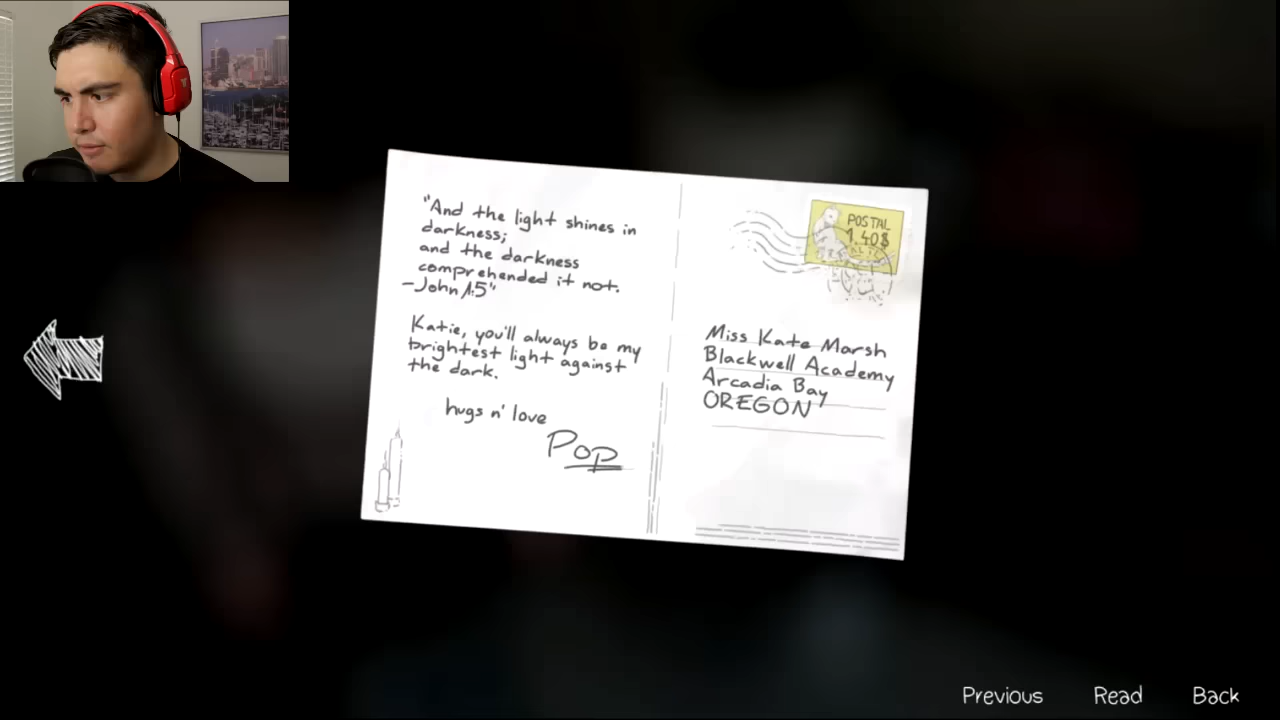 "And the light shines in
darkness;
and the darkness
comprehended it not.
-John 1:5"
Katie, you'll always be my
brightest light against
the dark.
hugs n' love
Pop
POSTAL
1.40$
Miss Kate Marsh
Blackwell Academy
Arcadia Bay
OREGON
Previous
Read
Back